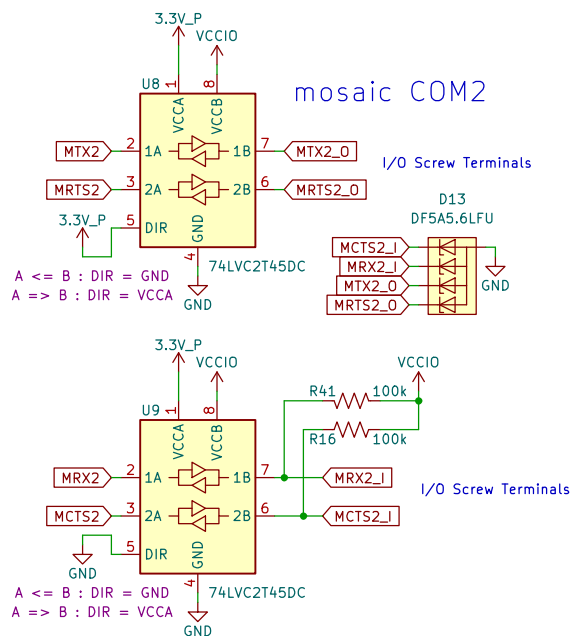 3.3V_P
VCCIO
U8
1
8
VCCA
VCCB
mosaic COM2
MTX2
2
1A
1B
7
MTX2_O
I/O Screw Terminals
MRTS2
3
2A
2B
6
MRTS2_O
3.3V_P
5
DIR
GND
4
74LVC2T45DC
GND
A <= B : DIR = GND
A => B : DIR = VCCA
D13
DF5A5.6LFU
MCTS2_I
MRX2_I
MTX2_O
MRTS2_O
GND
3.3V_P
VCCIO
VCCIO
U9
1
8
VCCA
VCCB
R41
100k
R16
100k
MRX2
2
1A
1B
7
MRX2_I
I/O Screw Terminals
MCTS2
3
2A
2B
6
MCTS2_I
5
DIR
GND
GND
4
74LVC2T45DC
GND
A <= B : DIR = GND
A => B : DIR = VCCA